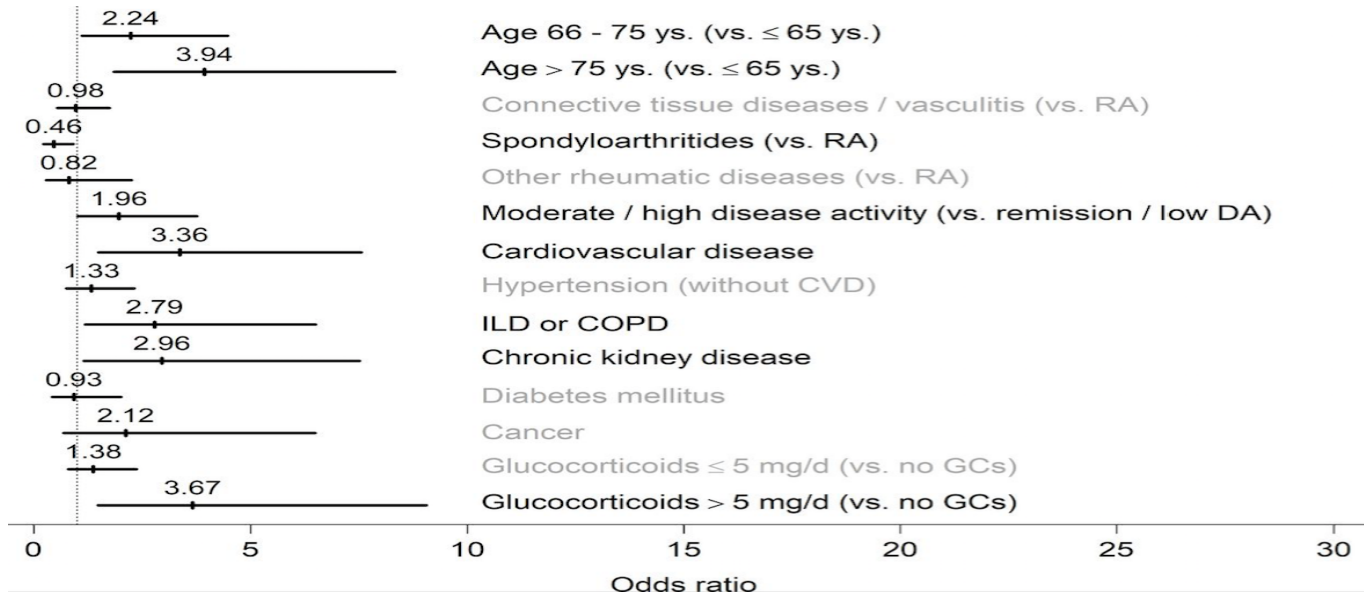 2.24 Age 66 - 75 ys. (vs. ≤ 65 ys.)
3.94 Age > 75 ys. (vs. ≤ 65 ys.)
0.98 Connective tissue diseases / vasculitis (vs. RA)
0.46 Spondyloarthritides (vs. RA)
0.82 Other rheumatic diseases (vs. RA)
1.96 Moderate / high disease activity (vs. remission / low DA)
3.36 Cardiovascular disease
1.33 Hypertension (without CVD)
2.79 ILD or COPD
2.96 Chronic kidney disease
0.93 Diabetes mellitus
2.12 Cancer
1.38 Glucocorticoids ≤ 5 mg/d (vs. no GCs)
3.67 Glucocorticoids > 5 mg/d (vs. no GCs)
0 5 10 15 20 25 30
Odds ratio